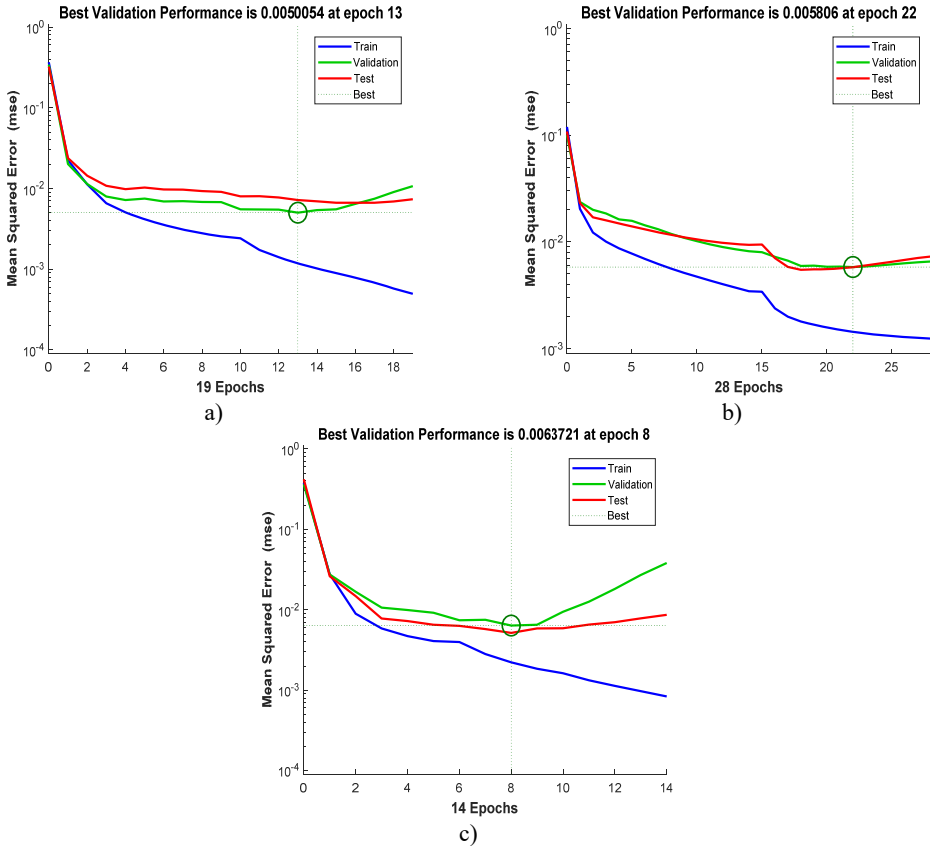 Best Validation Performance is 0.0050054 at epoch 13
Mean Squared Error (mse)
10^0
10^-1
10^-2
10^-3
10^-4
Train
Validation
Test
Best
0 2 4 6 8 10 12 14 16 18
19 Epochs
a)
Best Validation Performance is 0.005806 at epoch 22
Mean Squared Error (mse)
10^0
10^-1
10^-2
10^-3
Train
Validation
Test
Best
0 5 10 15 20 25
28 Epochs
b)
Best Validation Performance is 0.0063721 at epoch 8
Mean Squared Error (mse)
10^0
10^-1
10^-2
10^-3
10^-4
Train
Validation
Test
Best
0 2 4 6 8 10 12 14
14 Epochs
c)